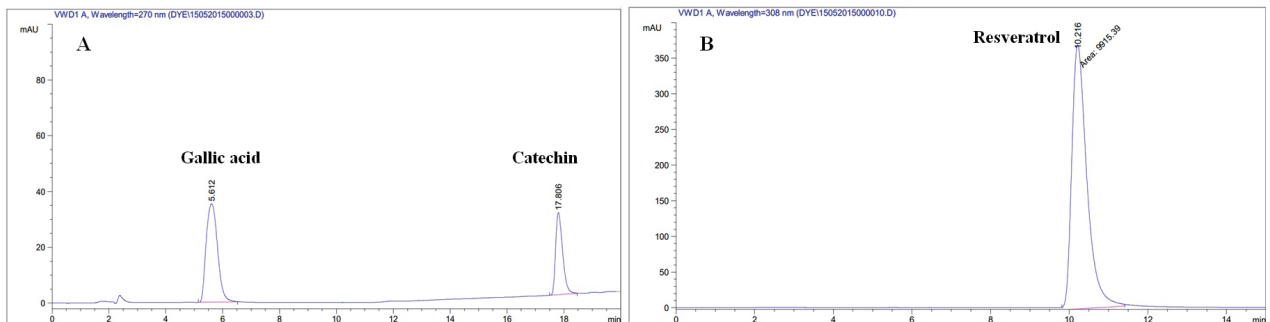 VWD1 A, Wavelength=270 nm (DYE\15052015000003.D)
mAU
A
80
60
40
20
0
Gallic acid
5.612
Catechin
17.806
0 2 4 6 8 10 12 14 16 18 min
VWD1 A, Wavelength=308 nm (DYE\15052015000010.D)
mAU
B
350
300
250
200
150
100
50
0
Resveratrol
10.216
Area: 9915.39
0 2 4 6 8 10 12 14 min